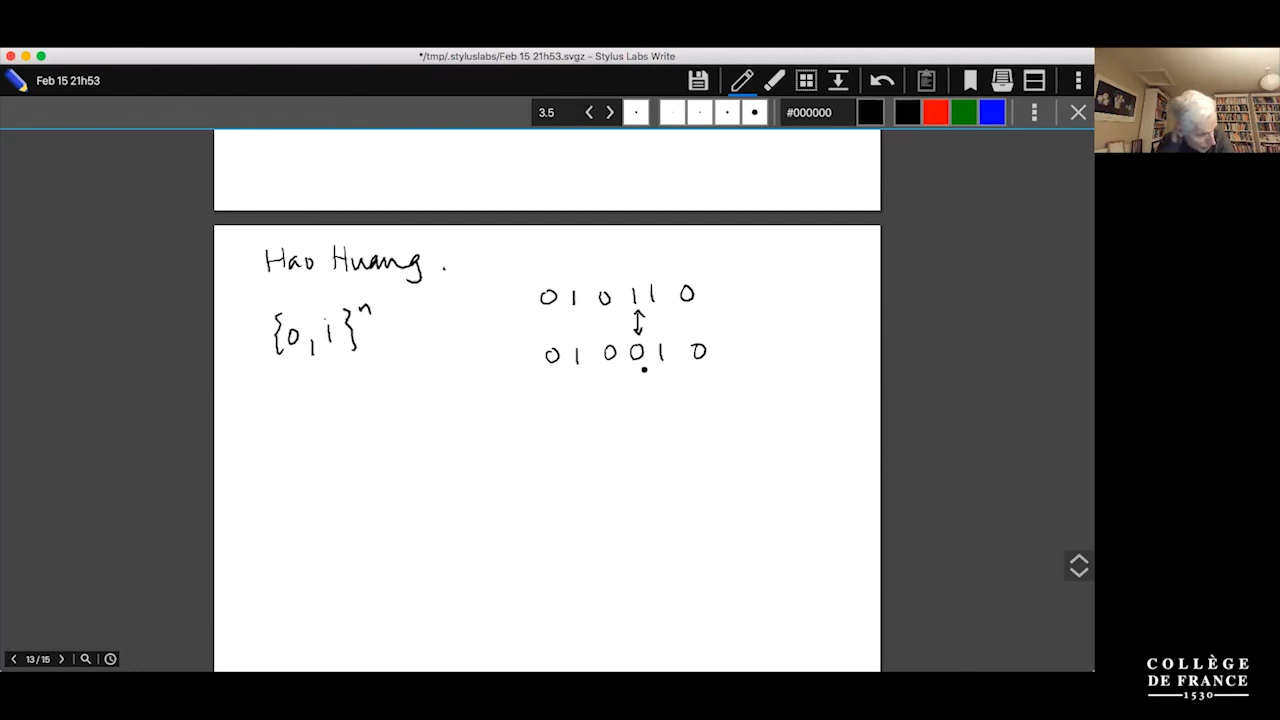 */tmp/.styluslabs/Feb 15 21h53.svgz - Stylus Labs Write
Feb 15 21h53
3.5
#000000
Hao Huang.
0 1 0 1 1 0
{0,1}ⁿ
0 1 0 0 1 0
13/15
COLLÈGE
DE FRANCE
1530